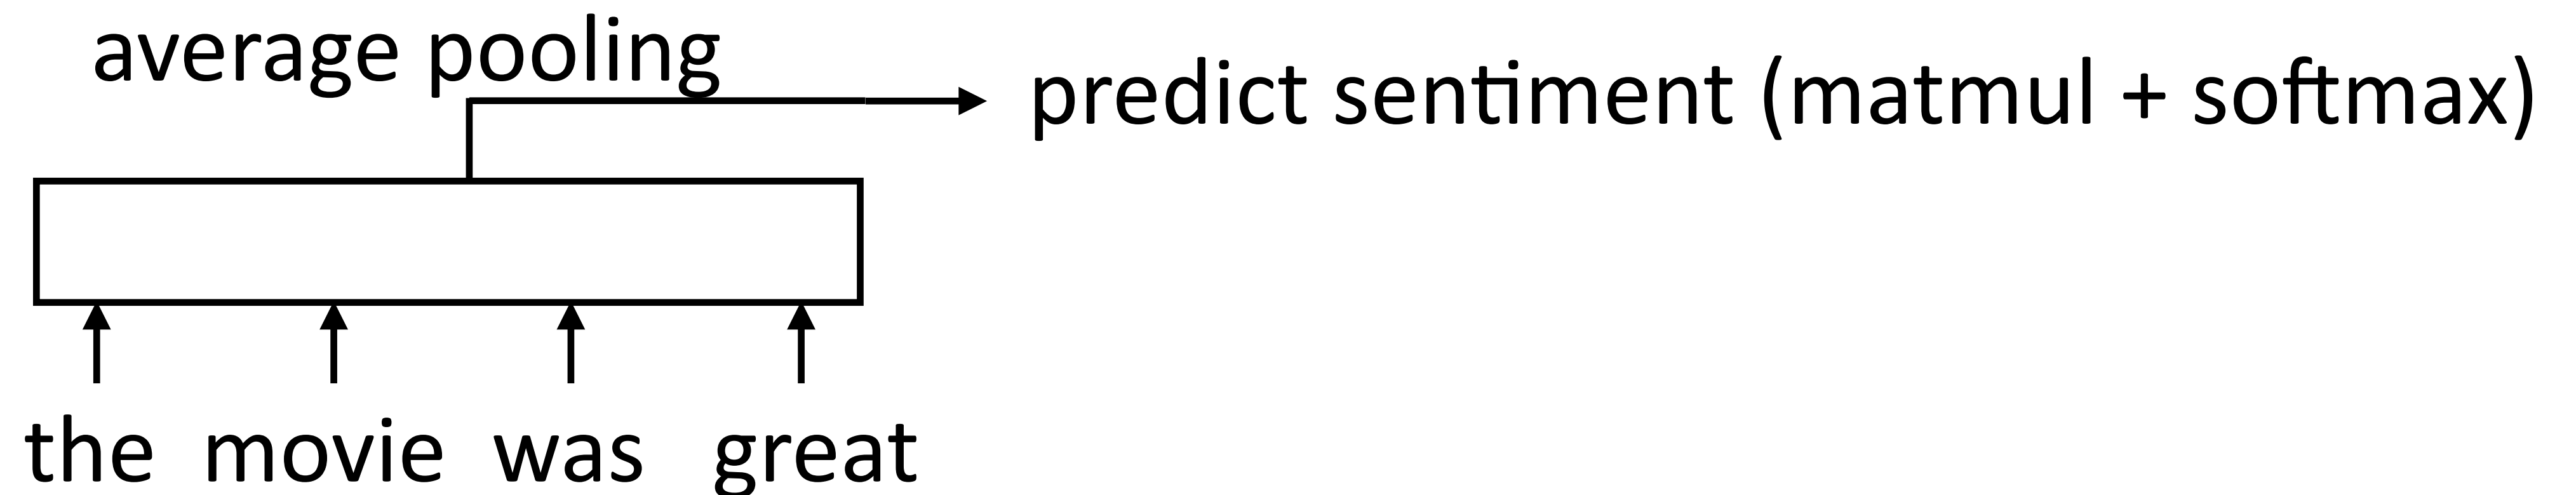 average pooling
predict sentiment (matmul + softmax)
the movie was great